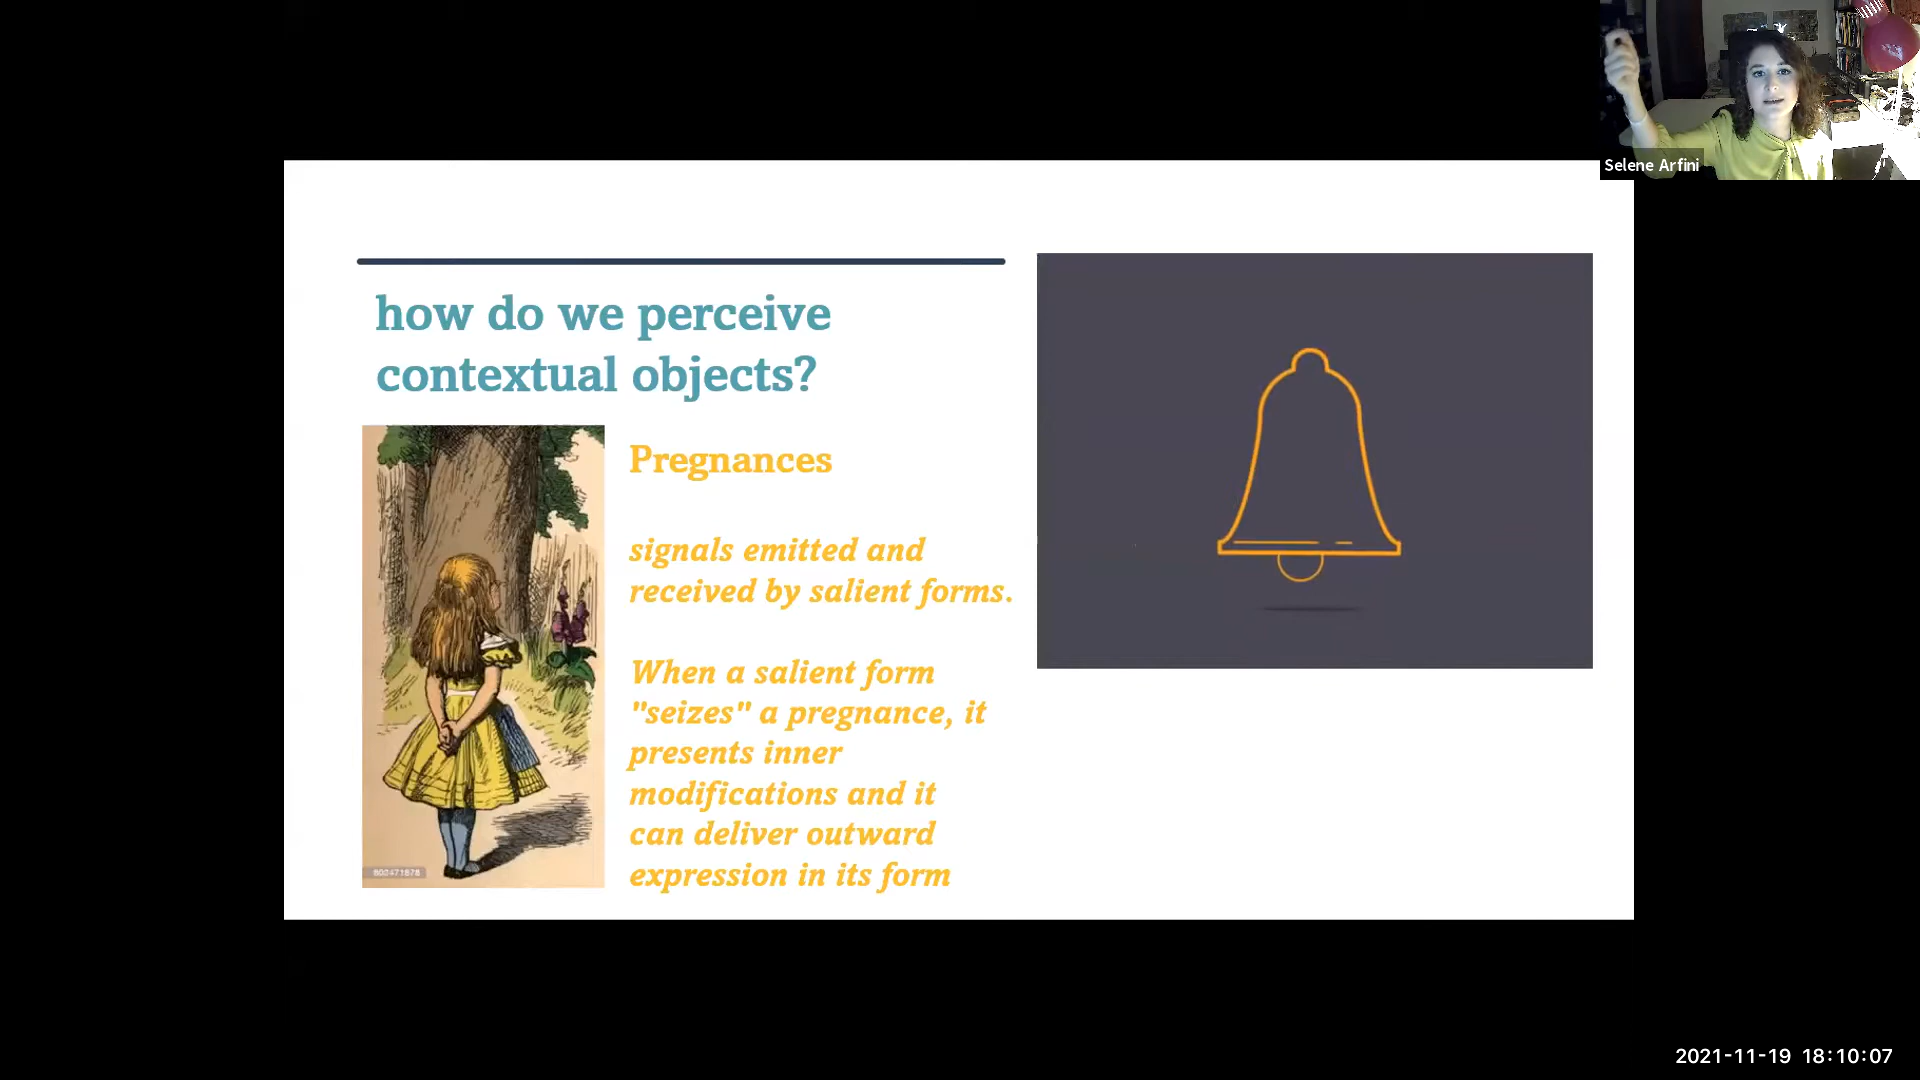 Selene Arfini
how do we perceive
contextual objects?
Pregnances
signals emitted and
received by salient forms.
When a salient form
"seizes" a pregnance, it
presents inner
modifications and it
can deliver outward
expression in its form
2021-11-19 18:10:07